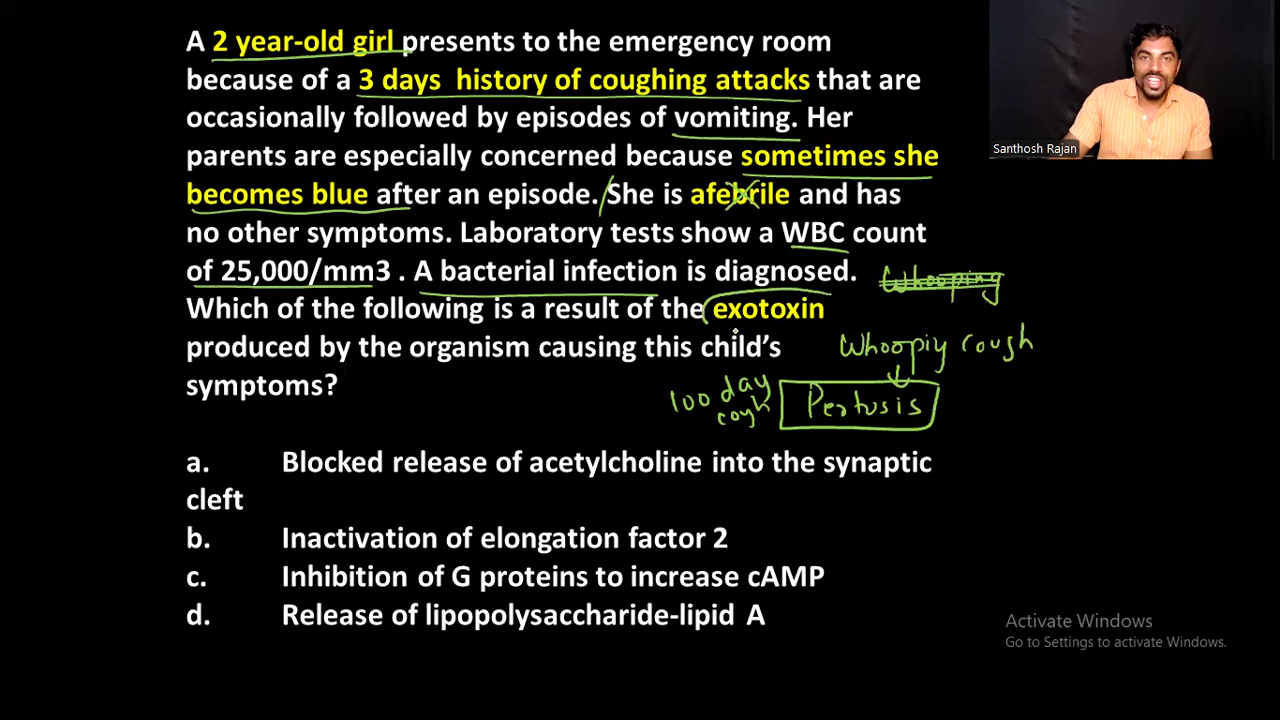 A 2 year-old girl presents to the emergency room
because of a 3 days history of coughing attacks that are
occasionally followed by episodes of vomiting. Her
parents are especially concerned because sometimes she
becomes blue after an episode. She is afebrile and has
no other symptoms. Laboratory tests show a WBC count
of 25,000/mm3 . A bacterial infection is diagnosed.
Which of the following is a result of the exotoxin
produced by the organism causing this child's
symptoms?
Santhosh Rajan
Whooping
Whoopiy cough
100 day
cough
Pertusis
a. Blocked release of acetylcholine into the synaptic
cleft
b. Inactivation of elongation factor 2
c. Inhibition of G proteins to increase cAMP
d. Release of lipopolysaccharide-lipid A
Activate Windows
Go to Settings to activate Windows.